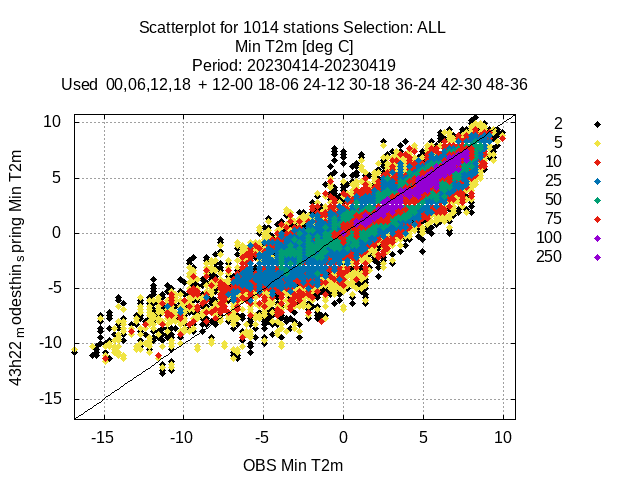 Scatterplot for 1014 stations Selection: ALL
Min T2m [deg C]
Period: 20230414-20230419
Used 00,06,12,18 + 12-00 18-06 24-12 30-18 36-24 42-30 48-36
43h22_modesthin_spring Min T2m
10
5
0
-5
-10
-15
-15 -10 -5 0 5 10
OBS Min T2m
2
5
10
25
50
75
100
250